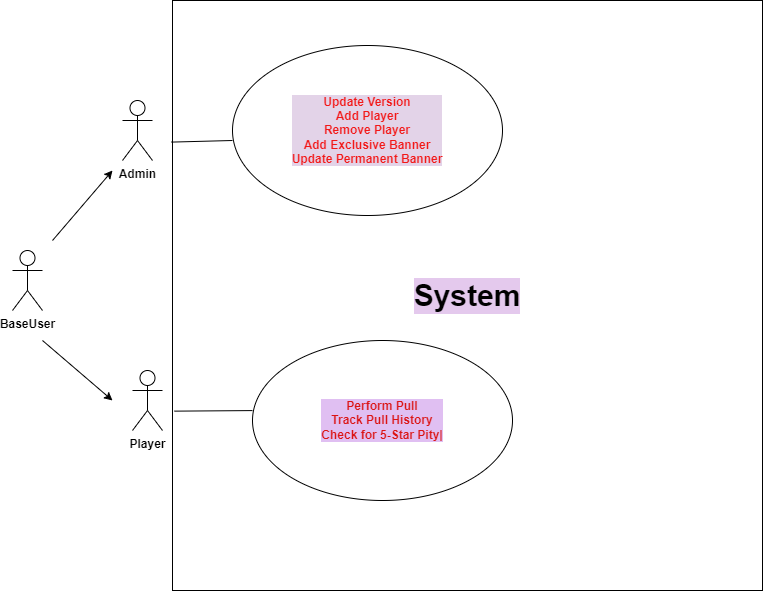 Update Version
Add Player
Remove Player
Add Exclusive Banner
Update Permanent Banner
Admin
System
BaseUser
Perform Pull
Track Pull History
Check for 5-Star Pity|
Player